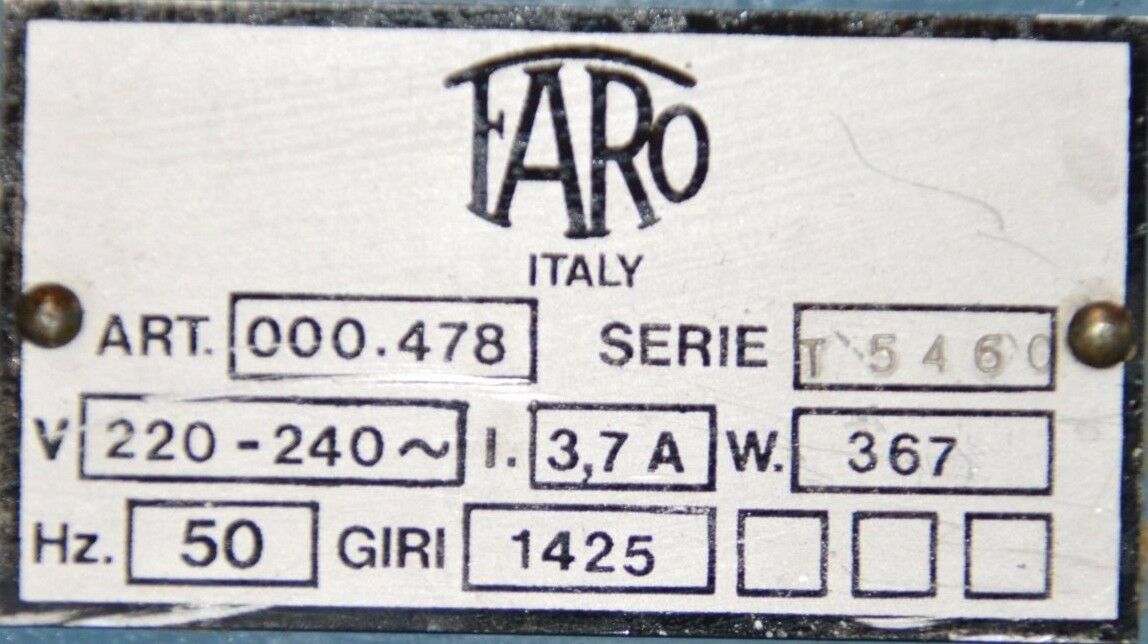 FARO
ITALY
ART. 000.478 SERIE T 5460
V 220-240~ I. 3,7 A W. 367
Hz. 50 GIRI 1425